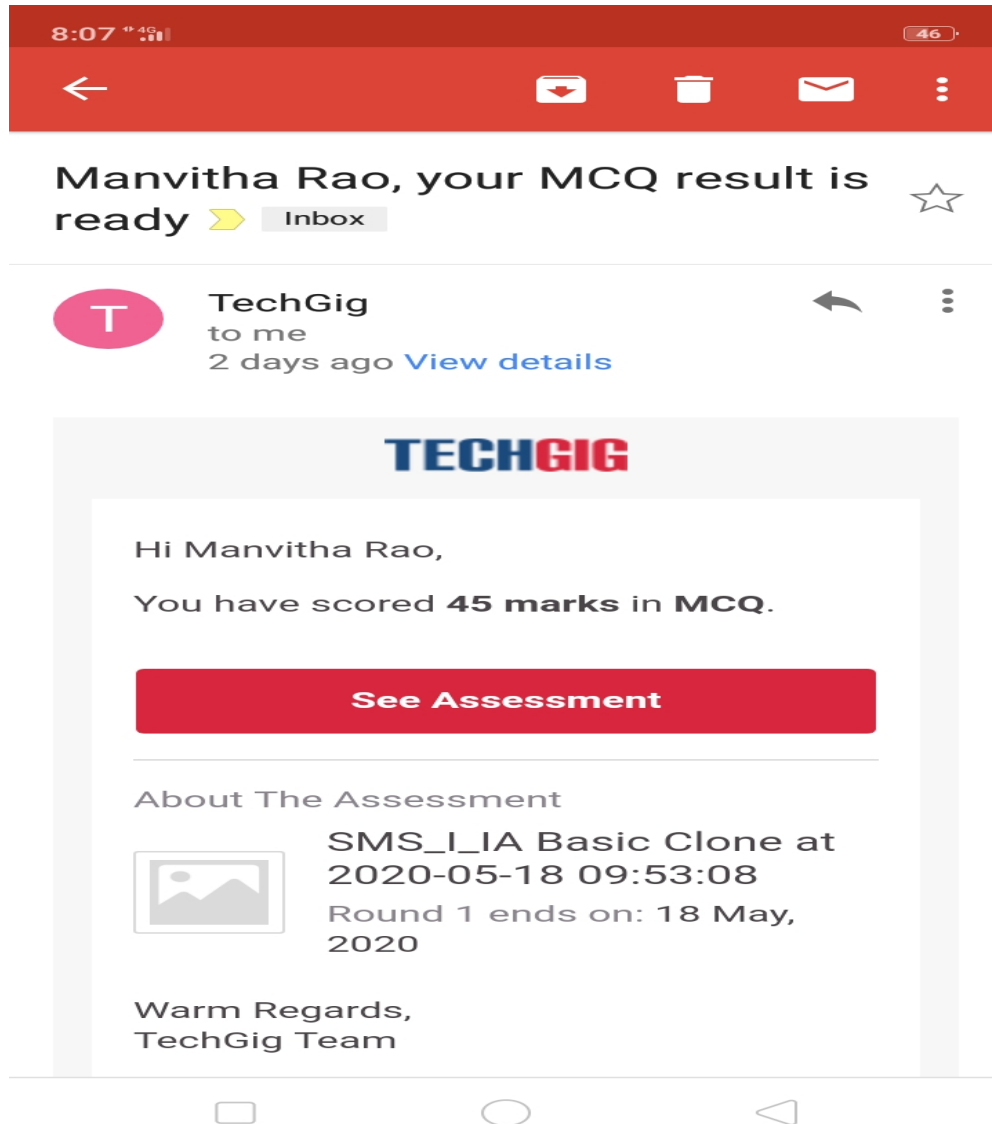 8:07 4G 46
Manvitha Rao, your MCQ result is
ready Inbox
T
TechGig
to me
2 days ago View details
TECHGIG
Hi Manvitha Rao,
You have scored 45 marks in MCQ.
See Assessment
About The Assessment
SMS_I_IA Basic Clone at
2020-05-18 09:53:08
Round 1 ends on: 18 May,
2020
Warm Regards,
TechGig Team